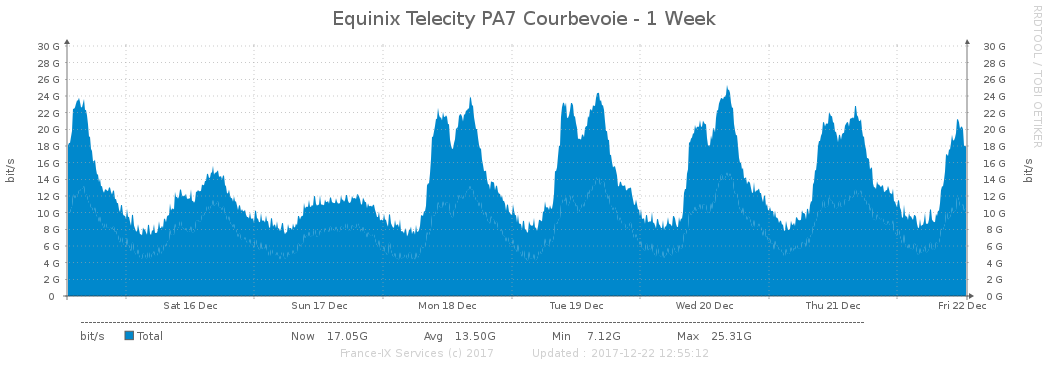 Equinix Telecity PA7 Courbevoie - 1 Week
RRDTOOL / TOBI OETIKER
bit/s
30 G 30 G
28 G 28 G
26 G 26 G
24 G 24 G
22 G 22 G
20 G 20 G
18 G 18 G
16 G 16 G
14 G 14 G
12 G 12 G
10 G 10 G
8 G 8 G
6 G 6 G
4 G 4 G
2 G 2 G
0 0 G
bit/s
Sat 16 Dec Sun 17 Dec Mon 18 Dec Tue 19 Dec Wed 20 Dec Thu 21 Dec Fri 22 Dec
bit/s Total Now 17.05G Avg 13.50G Min 7.12G Max 25.31G
France-IX Services (c) 2017 Updated : 2017-12-22 12:55:12